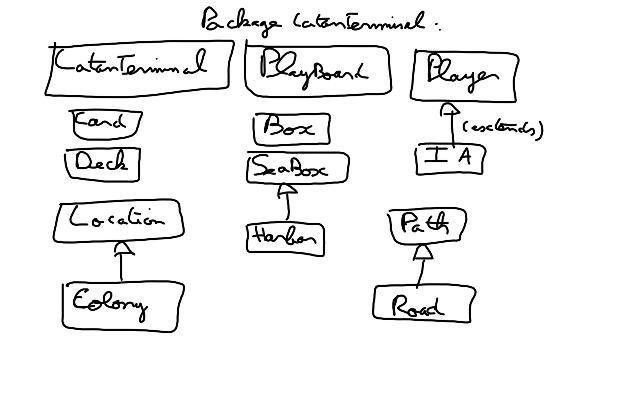 Package CatanTerminal :
CatanTerminal
PlayBoard
Player
Card
Box
(extends)
Deck
SeaBox
IA
Location
Harbor
Path
Colony
Road